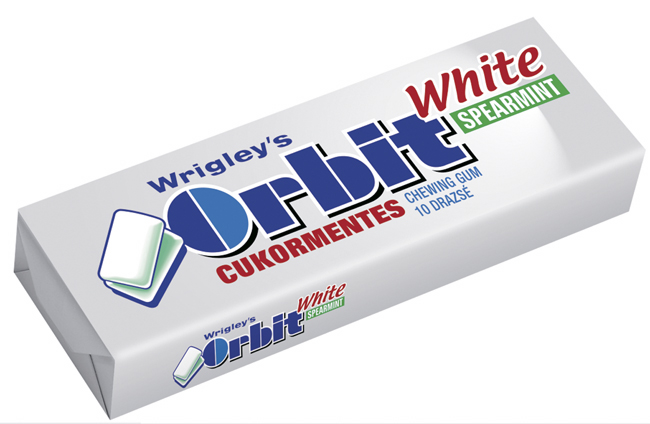 White
SPEARMINT
Wrigley's
Orbit
CHEWING GUM
10 DRAZSÉ
CUKORMENTES
Wrigley's
Orbit
White
SPEARMINT